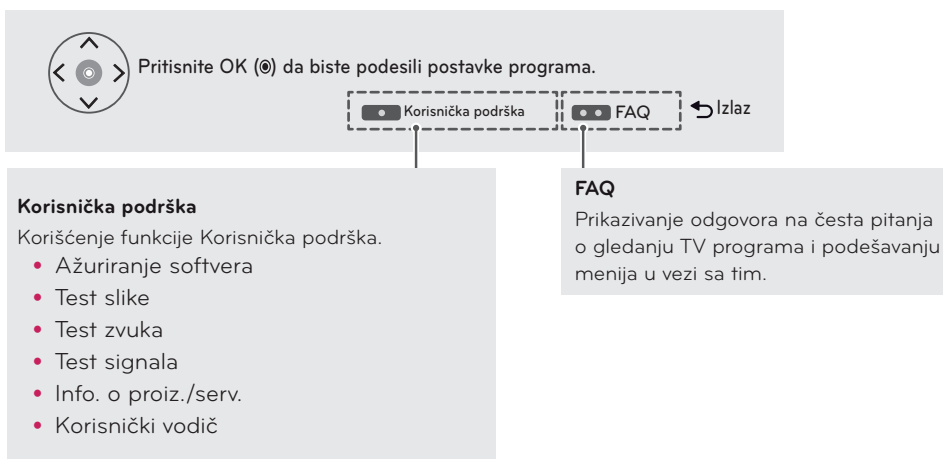 Pritisnite OK (◉) da biste podesili postavke programa.
Korisnička podrška
FAQ
Izlaz
Korisnička podrška
Korišćenje funkcije Korisnička podrška.
• Ažuriranje softvera
• Test slike
• Test zvuka
• Test signala
• Info. o proiz./serv.
• Korisnički vodič
FAQ
Prikazivanje odgovora na česta pitanja
o gledanju TV programa i podešavanju
menija u vezi sa tim.